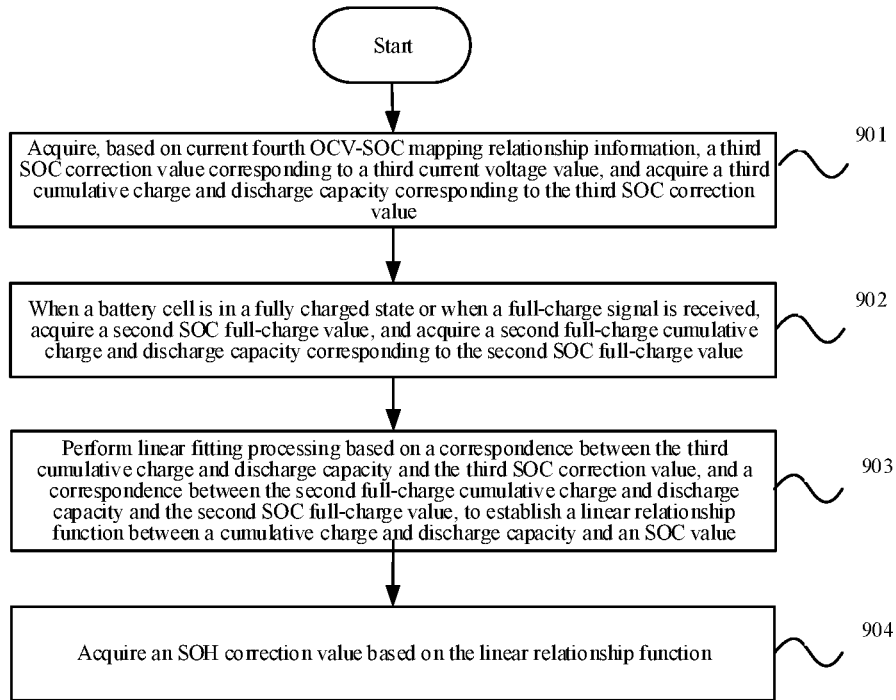 Start
901
Acquire, based on current fourth OCV-SOC mapping relationship information, a third
SOC correction value corresponding to a third current voltage value, and acquire a third
cumulative charge and discharge capacity corresponding to the third SOC correction
value
902
When a battery cell is in a fully charged state or when a full-charge signal is received,
acquire a second SOC full-charge value, and acquire a second full-charge cumulative
charge and discharge capacity corresponding to the second SOC full-charge value
903
Perform linear fitting processing based on a correspondence between the third
cumulative charge and discharge capacity and the third SOC correction value, and a
correspondence between the second full-charge cumulative charge and discharge
capacity and the second SOC full-charge value, to establish a linear relationship
function between a cumulative charge and discharge capacity and an SOC value
904
Acquire an SOH correction value based on the linear relationship function